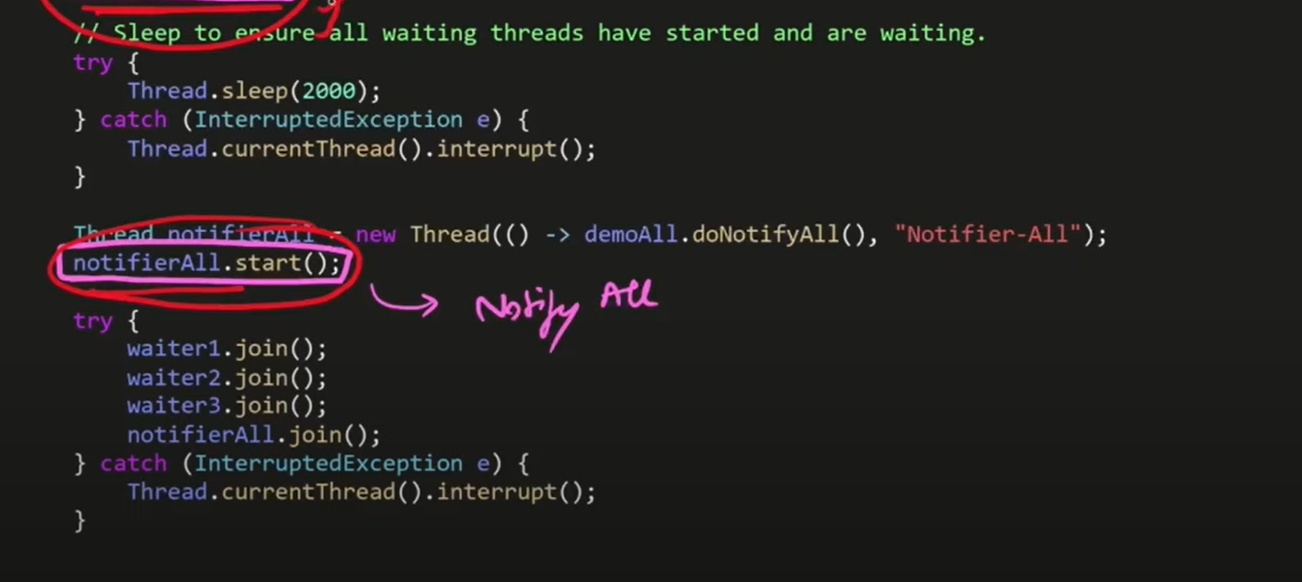 // Sleep to ensure all waiting threads have started and are waiting.
try {
Thread.sleep(2000);
} catch (InterruptedException e) {
Thread.currentThread().interrupt();
}
Thread notifierAll = new Thread(() -> demoAll.doNotifyAll(), "Notifier-All");
notifierAll.start();
Notify All
try {
waiter1.join();
waiter2.join();
waiter3.join();
notifierAll.join();
} catch (InterruptedException e) {
Thread.currentThread().interrupt();
}